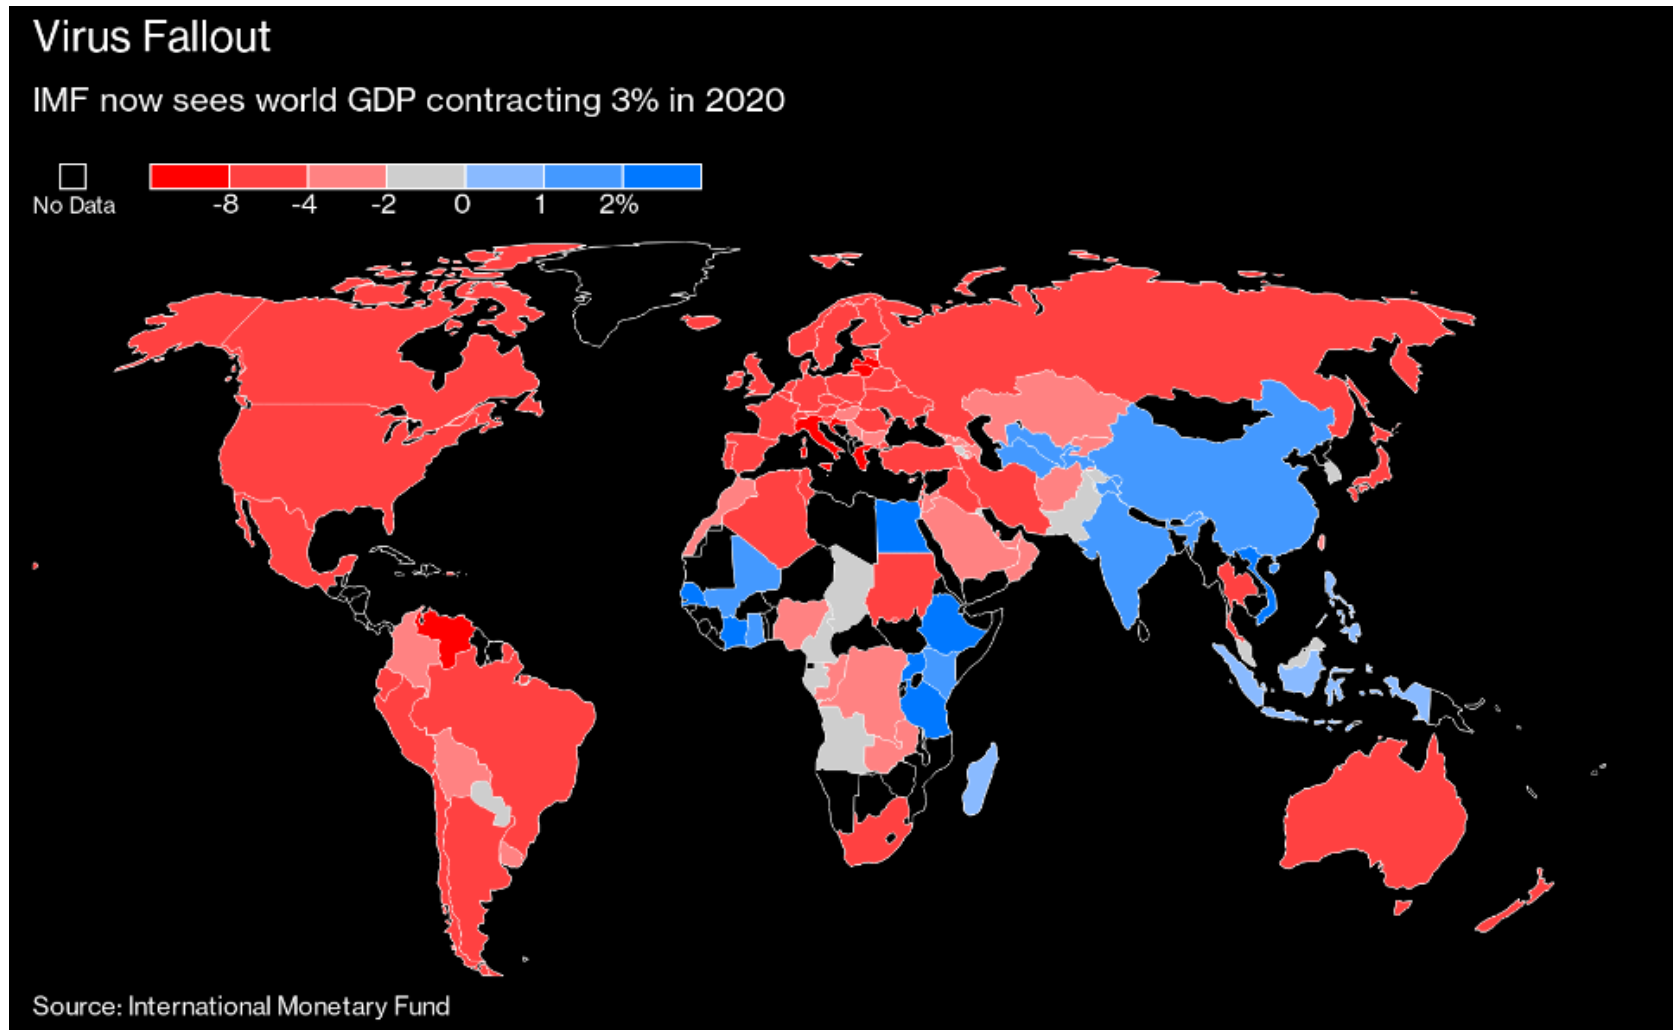 Virus Fallout
IMF now sees world GDP contracting 3% in 2020
No Data
-8 -4 -2 0 1 2%
Source: International Monetary Fund